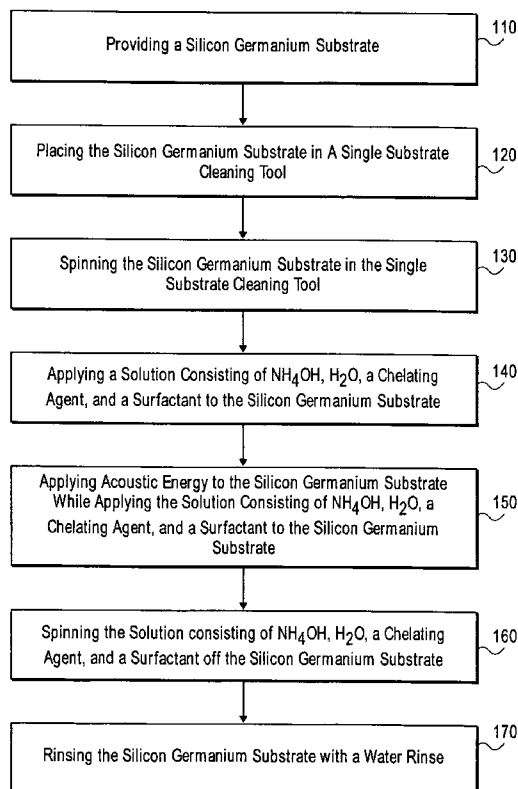 110
Providing a Silicon Germanium Substrate
Placing the Silicon Germanium Substrate in A Single Substrate
Cleaning Tool
120
Spinning the Silicon Germanium Substrate in the Single
Substrate Cleaning Tool
130
Applying a Solution Consisting of NH4OH, H2O, a Chelating
Agent, and a Surfactant to the Silicon Germanium Substrate
140
Applying Acoustic Energy to the Silicon Germanium Substrate
While Applying the Solution Consisting of NH4OH, H2O, a
Chelating Agent, and a Surfactant to the Silicon Germanium
Substrate
150
Spinning the Solution consisting of NH4OH, H2O, a Chelating
Agent, and a Surfactant off the Silicon Germanium Substrate
160
Rinsing the Silicon Germanium Substrate with a Water Rinse
170